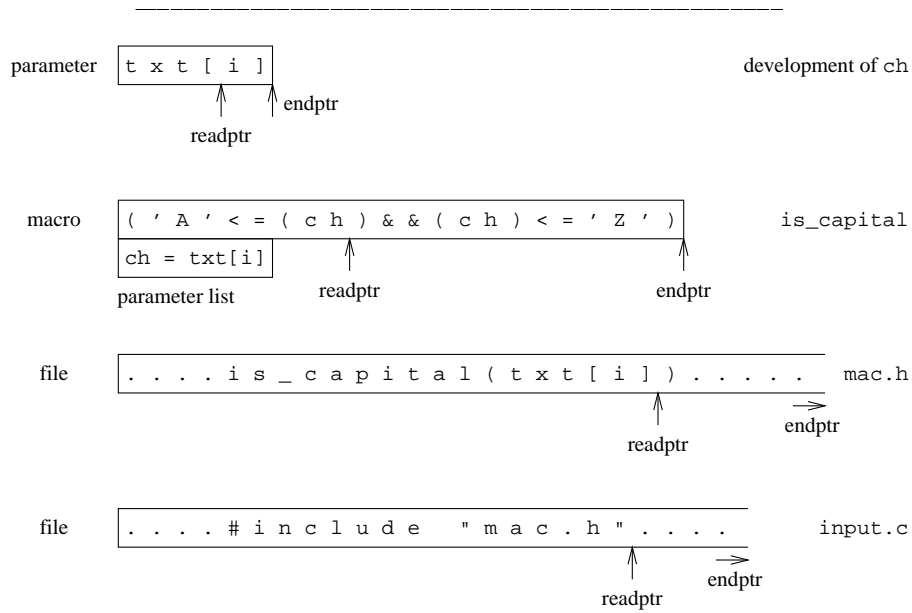 parameter t x t [ i ] development of ch
endptr
readptr
macro ( ’ A ’ < = ( c h ) & & ( c h ) < = ’ Z ’ ) is_capital
ch = txt[i]
parameter list readptr endptr
file . . . . i s _ c a p i t a l ( t x t [ i ] ) . . . . . mac.h
endptr
readptr
file . . . . # i n c l u d e " m a c . h " . . . . input.c
endptr
readptr